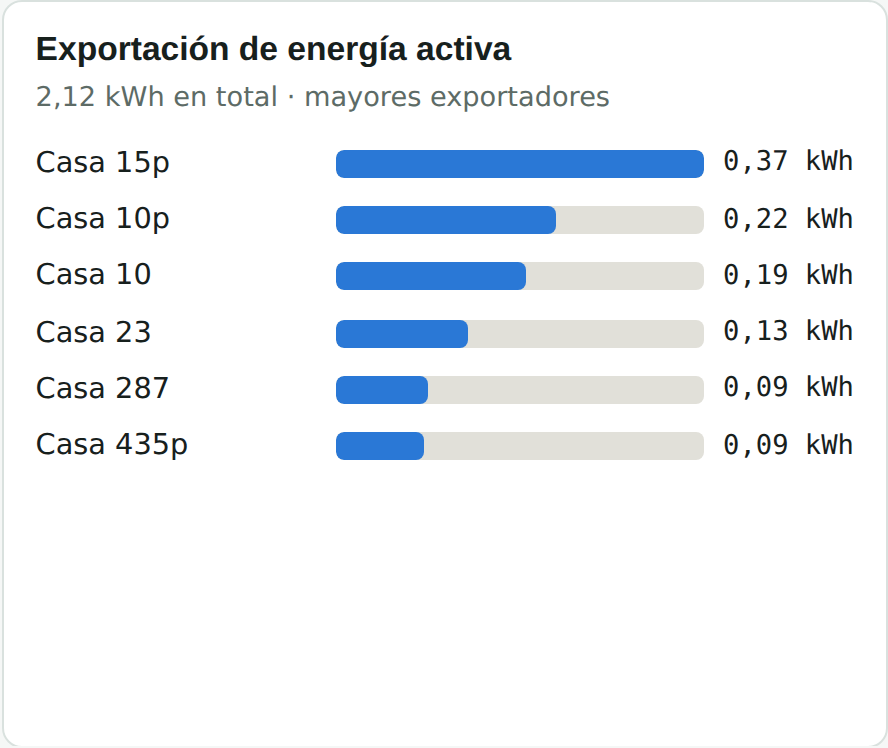 Exportación de energía activa
2,12 kWh en total · mayores exportadores
Casa 15p 0,37 kWh
Casa 10p 0,22 kWh
Casa 10 0,19 kWh
Casa 23 0,13 kWh
Casa 287 0,09 kWh
Casa 435p 0,09 kWh